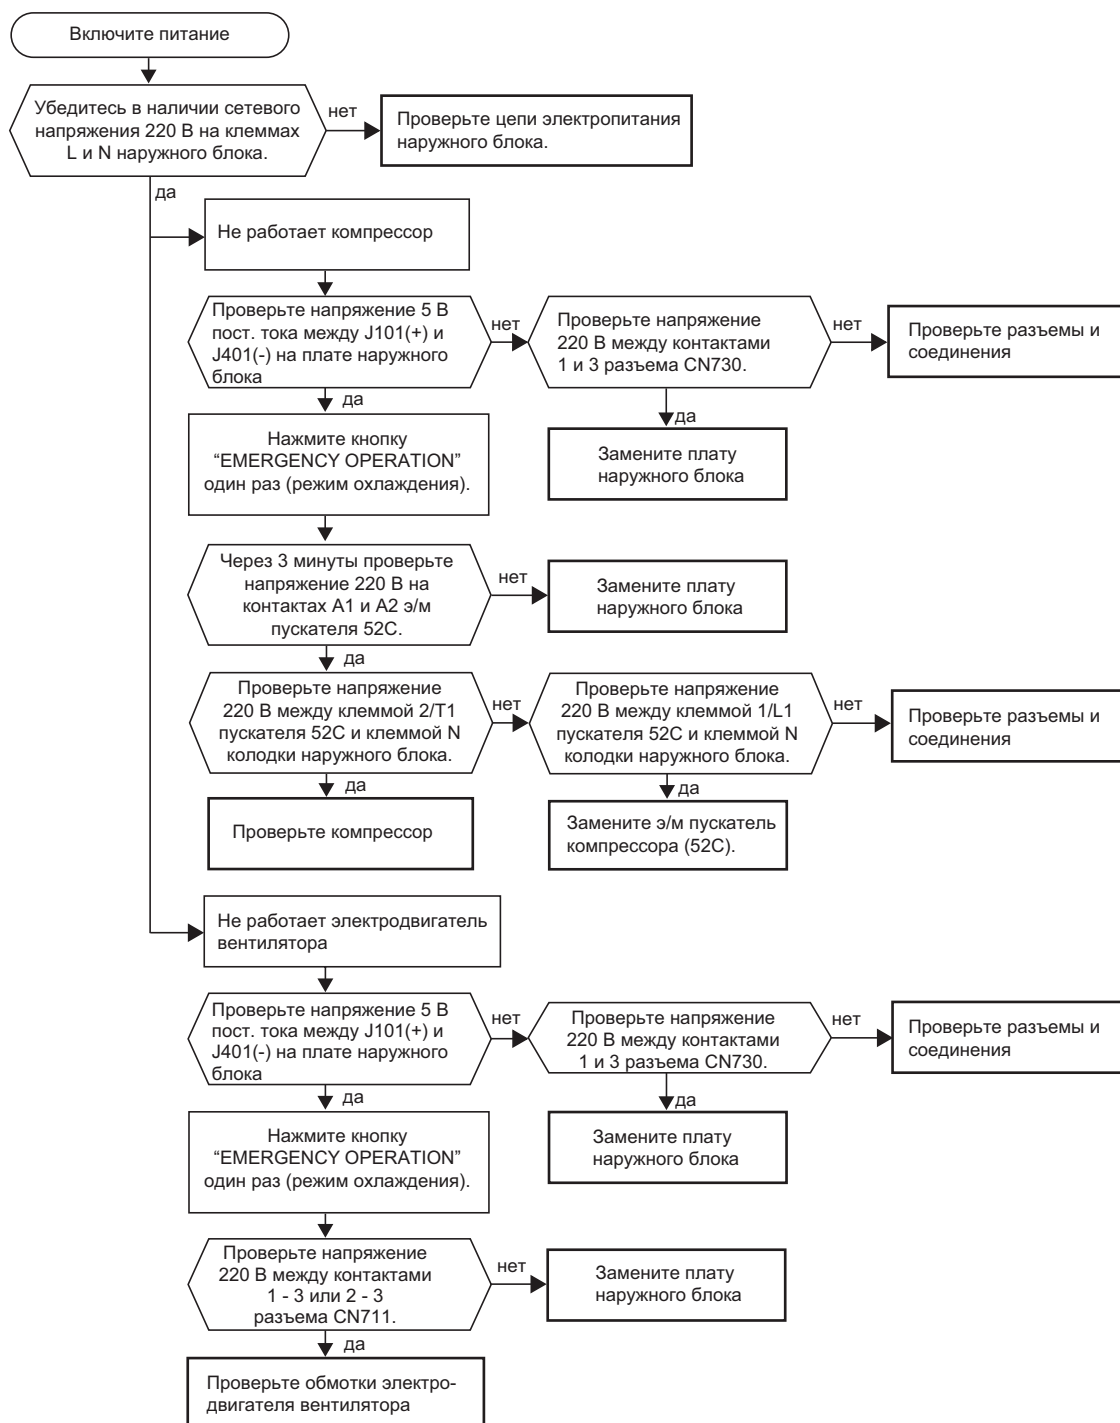 Включите питание
Убедитесь в наличии сетевого
напряжения 220 В на клеммах
L и N наружного блока.
нет
Проверьте цепи электропитания
наружного блока.
да
Не работает компрессор
Проверьте напряжение 5 В
пост. тока между J101(+) и
J401(-) на плате наружного
блока
нет
Проверьте напряжение
220 В между контактами
1 и 3 разъема CN730.
нет
Проверьте разъемы и
соединения
да
да
Нажмите кнопку
“EMERGENCY OPERATION”
один раз (режим охлаждения).
Замените плату
наружного блока
Через 3 минуты проверьте
напряжение 220 В на
контактах А1 и А2 э/м
пускателя 52С.
нет
Замените плату
наружного блока
да
Проверьте напряжение
220 В между клеммой 2/Т1
пускателя 52С и клеммой N
колодки наружного блока.
нет
Проверьте напряжение
220 В между клеммой 1/L1
пускателя 52С и клеммой N
колодки наружного блока.
нет
Проверьте разъемы и
соединения
да
да
Проверьте компрессор
Замените э/м пускатель
компрессора (52С).
Не работает электродвигатель
вентилятора
Проверьте напряжение 5 В
пост. тока между J101(+) и
J401(-) на плате наружного
блока
нет
Проверьте напряжение
220 В между контактами
1 и 3 разъема CN730.
нет
Проверьте разъемы и
соединения
да
да
Нажмите кнопку
“EMERGENCY OPERATION”
один раз (режим охлаждения).
Замените плату
наружного блока
Проверьте напряжение
220 В между контактами
1 - 3 или 2 - 3
разъема CN711.
нет
Замените плату
наружного блока
да
Проверьте обмотки электро-
двигателя вентилятора